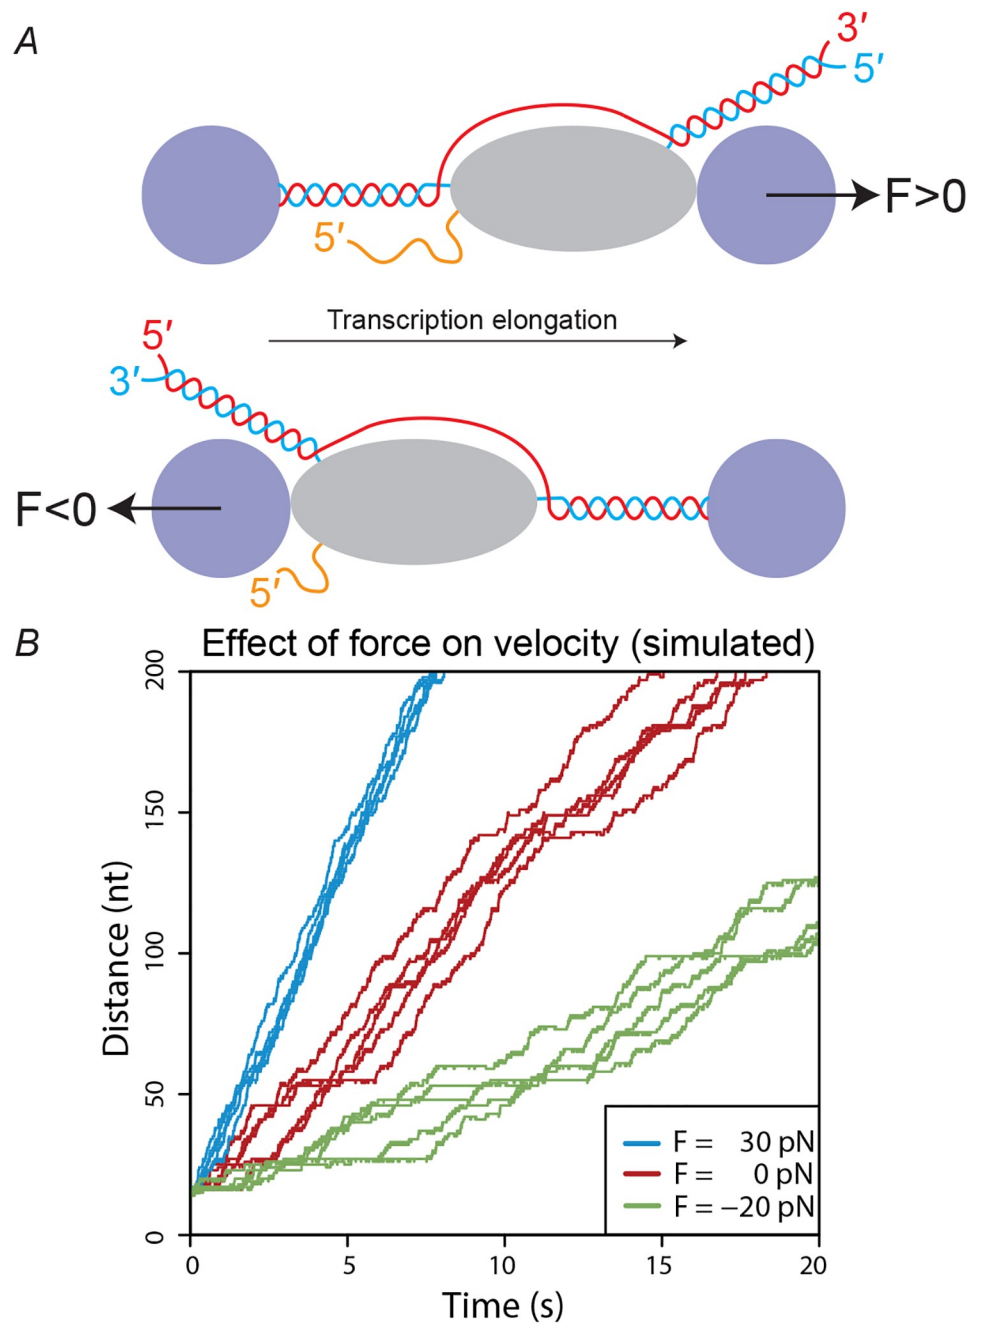 A
3′
5′
F>0
5′
Transcription elongation
5′
3′
F<0
5′
B
Effect of force on velocity (simulated)
200
150
100
50
0
Distance (nt)
F = 30 pN
F = 0 pN
F = −20 pN
0 5 10 15 20
Time (s)